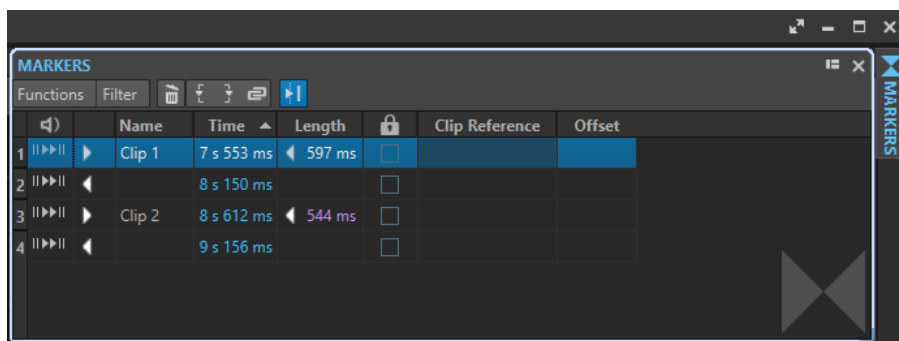 MARKERS
Functions Filter
Name Time Length Clip Reference Offset
1 Clip 1 7 s 553 ms 597 ms
2 8 s 150 ms
3 Clip 2 8 s 612 ms 544 ms
4 9 s 156 ms
MARKERS